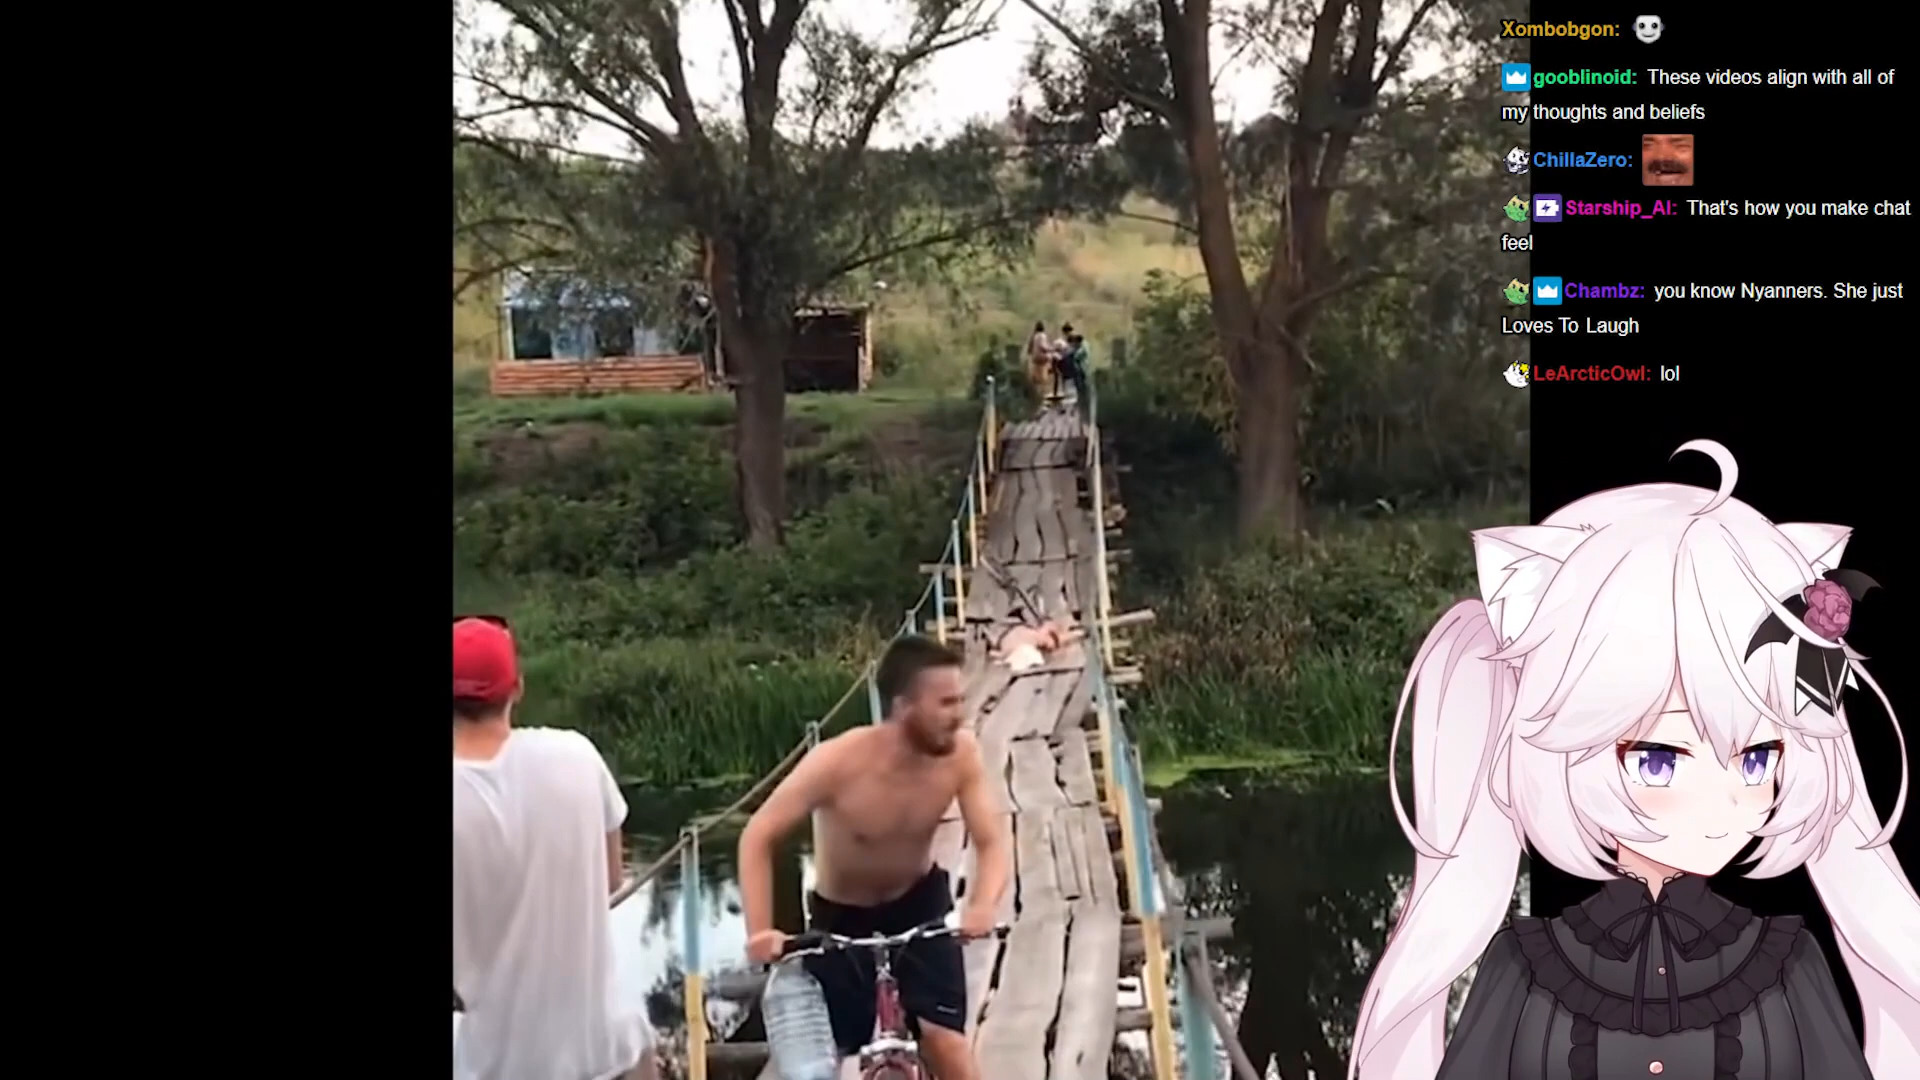 Xombobgon:
gooblinoid: These videos align with all of
my thoughts and beliefs
ChillaZero:
Starship_AI: That's how you make chat
feel
Chambz: you know Nyanners. She just
Loves To Laugh
LeArcticOwl: lol